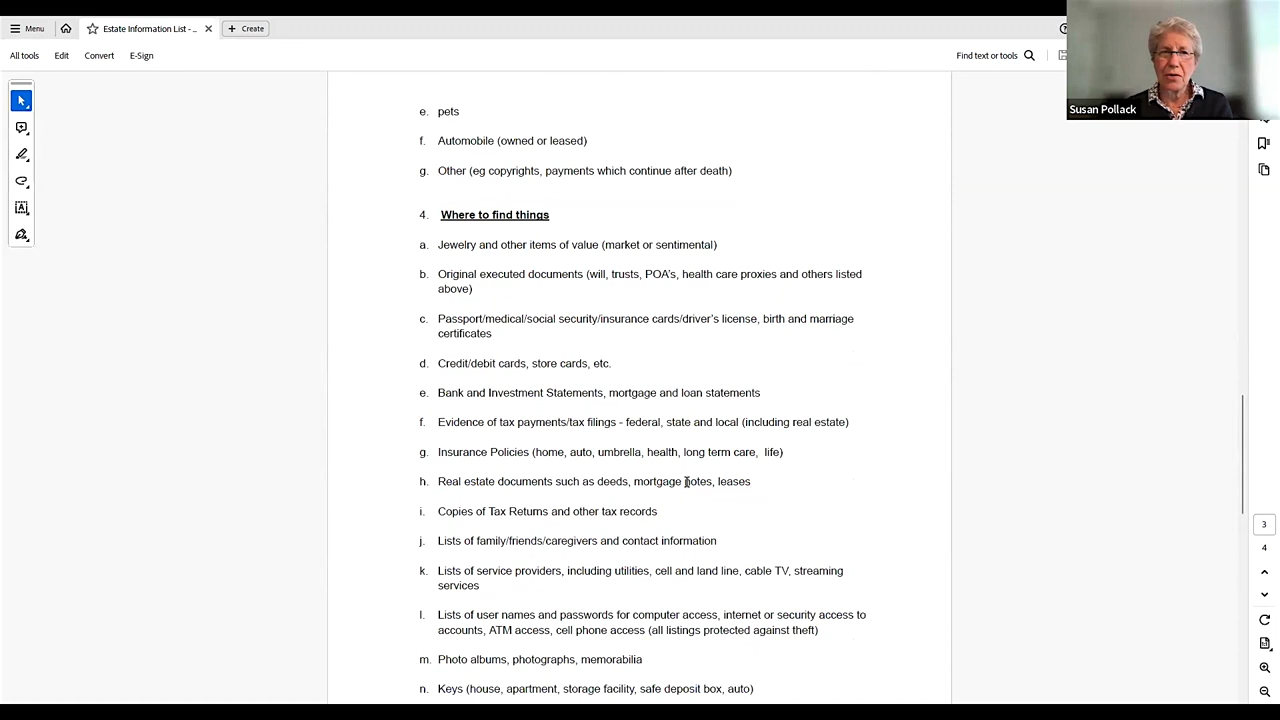 Menu
Estate Information List - ...
Create
All tools
Edit
Convert
E-Sign
Find text or tools
Susan Pollack
e. pets
f. Automobile (owned or leased)
g. Other (eg copyrights, payments which continue after death)
4. Where to find things
a. Jewelry and other items of value (market or sentimental)
b. Original executed documents (will, trusts, POA's, health care proxies and others listed
above)
c. Passport/medical/social security/insurance cards/driver's license, birth and marriage
certificates
d. Credit/debit cards, store cards, etc.
e. Bank and Investment Statements, mortgage and loan statements
f. Evidence of tax payments/tax filings - federal, state and local (including real estate)
g. Insurance Policies (home, auto, umbrella, health, long term care, life)
h. Real estate documents such as deeds, mortgage notes, leases
i. Copies of Tax Returns and other tax records
j. Lists of family/friends/caregivers and contact information
k. Lists of service providers, including utilities, cell and land line, cable TV, streaming
services
l. Lists of user names and passwords for computer access, internet or security access to
accounts, ATM access, cell phone access (all listings protected against theft)
m. Photo albums, photographs, memorabilia
n. Keys (house, apartment, storage facility, safe deposit box, auto)
3
4